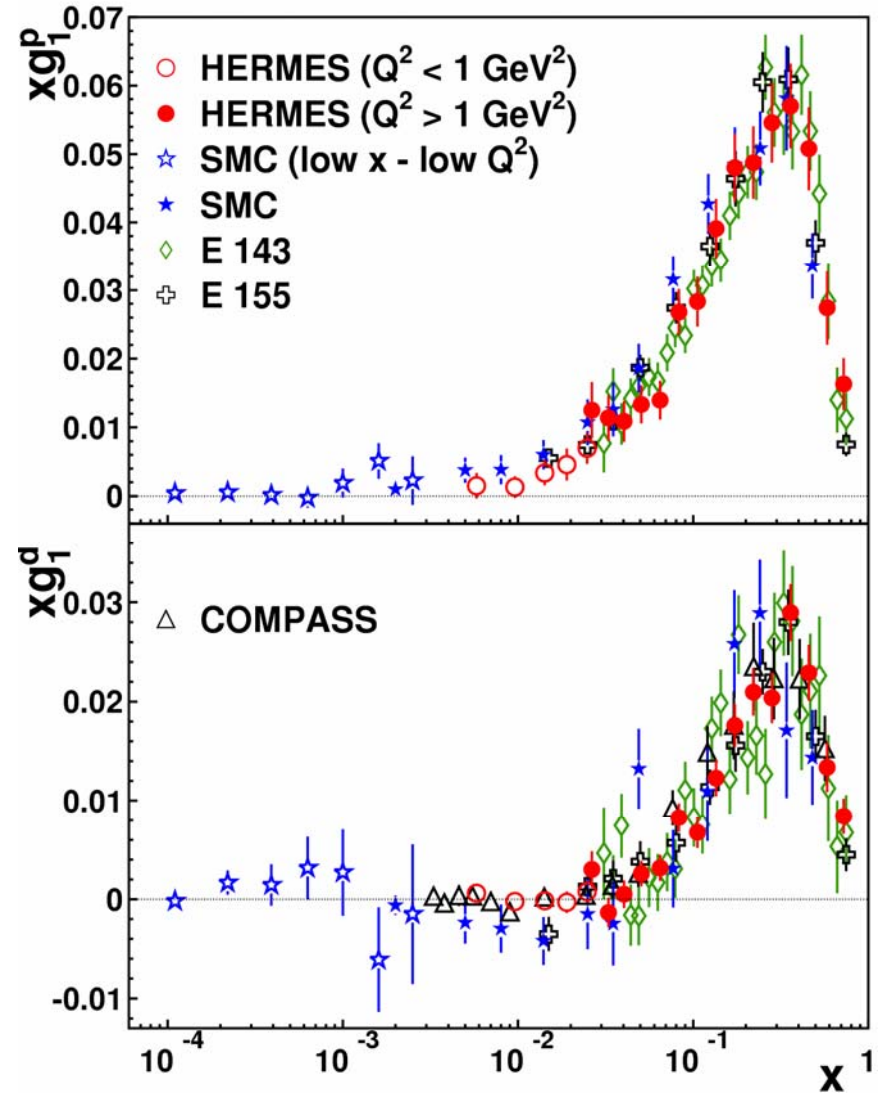 xg₁ᵖ
0.07
0.06
0.05
0.04
0.03
0.02
0.01
0
HERMES (Q² < 1 GeV²)
HERMES (Q² > 1 GeV²)
SMC (low x - low Q²)
SMC
E 143
E 155
xg₁ᵈ
0.03
0.02
0.01
0
-0.01
COMPASS
10⁻⁴ 10⁻³ 10⁻² 10⁻¹ 1
x